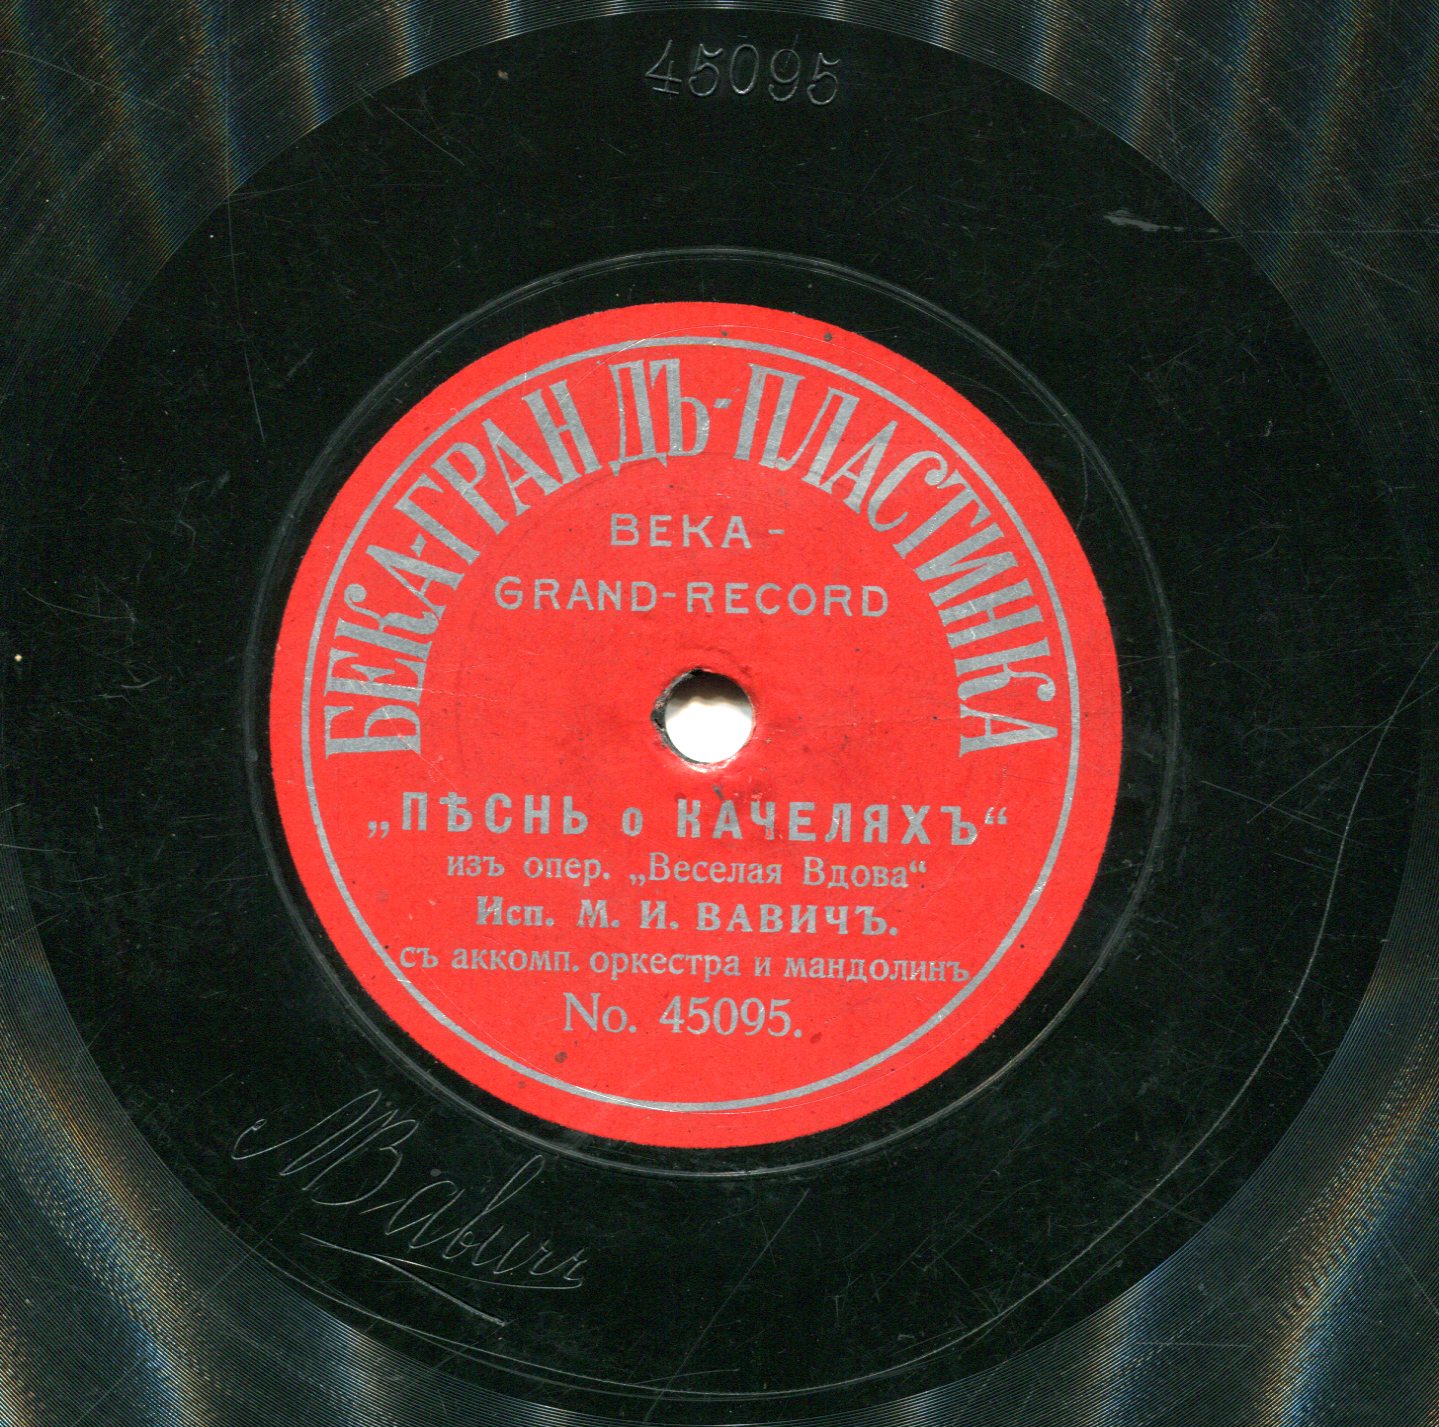 45095
БЕКА-ГРАНДЪ-ПЛАСТИНКА
BEKA -
GRAND-RECORD
„ПѢСНЬ о КАЧЕЛЯХЪ“
изъ опер. „Веселая Вдова“
Исп. М. И. ВАВИЧЪ.
съ аккомп. оркестра и мандолинъ
No. 45095.
МВавичъ